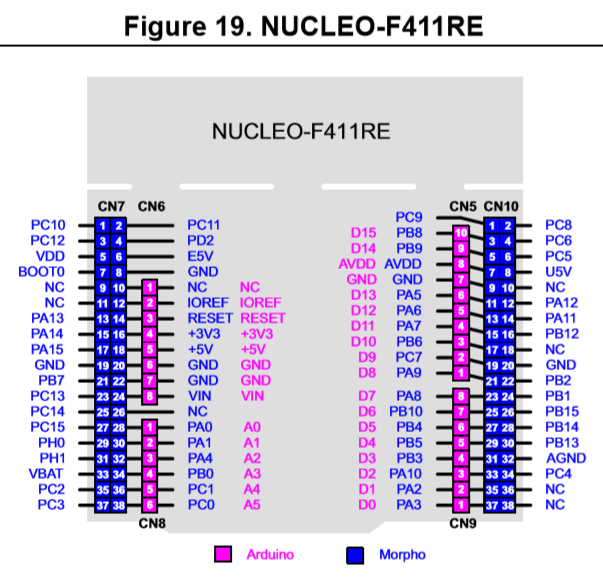 Figure 19. NUCLEO-F411RE
NUCLEO-F411RE
CN7 CN6 CN5 CN10
PC9
PC10 1 2 PC11 D15 PB8 10 1 2 PC8
PC12 3 4 PD2 D14 PB9 9 3 4 PC6
VDD 5 6 E5V AVDD AVDD 8 5 6 PC5
BOOT0 7 8 GND GND GND 7 7 8 U5V
NC 9 10 1 NC NC D13 PA5 6 9 10 NC
NC 11 12 2 IOREF IOREF D12 PA6 5 11 12 PA12
PA13 13 14 3 RESET RESET D11 PA7 4 13 14 PA11
PA14 15 16 4 +3V3 +3V3 D10 PB6 3 15 16 PB12
PA15 17 18 5 +5V +5V D9 PC7 2 17 18 NC
GND 19 20 6 GND GND D8 PA9 1 19 20 GND
PB7 21 22 7 GND GND 21 22 PB2
PC13 23 24 8 VIN VIN D7 PA8 8 23 24 PB1
PC14 25 26 NC D6 PB10 7 25 26 PB15
PC15 27 28 1 PA0 A0 D5 PB4 6 27 28 PB14
PH0 29 30 2 PA1 A1 D4 PB5 5 29 30 PB13
PH1 31 32 3 PA4 A2 D3 PB3 4 31 32 AGND
VBAT 33 34 4 PB0 A3 D2 PA10 3 33 34 PC4
PC2 35 36 5 PC1 A4 D1 PA2 2 35 36 NC
PC3 37 38 6 PC0 A5 D0 PA3 1 37 38 NC
CN8 CN9
Arduino Morpho